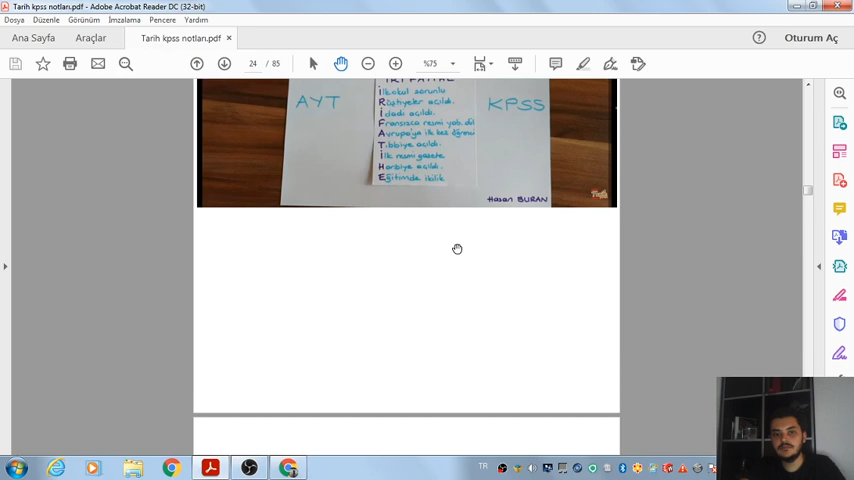 Tarih kpss notları.pdf - Adobe Acrobat Reader DC (32-bit)
Dosya Düzenle Görünüm İmzalama Pencere Yardım
Ana Sayfa Araçlar Tarih kpss notları.pdf × Oturum Aç
24 / 85 %75
AYT
KPSS
İlkokul zorunlu
Rüştiyeler açıldı.
İdadi açıldı.
Fransızca resmi yab. dil
Avrupa'ya ilk kez öğrenci
Tıbbiye açıldı.
İlk resmi gazete
Harbiye açıldı.
Eğitimde ikilik
Hasan BURAN
TR